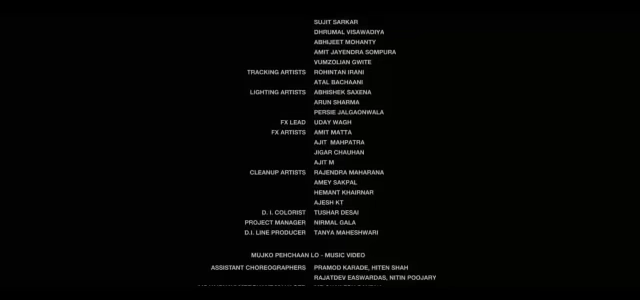 SUJIT SARKAR
DHRUMAL VISAWADIYA
ABHIJEET MOHANTY
AMIT JAYENDRA SOMPURA
VUMZOLIAN GWITE
TRACKING ARTISTS ROHINTAN IRANI
ATAL BACHAANI
LIGHTING ARTISTS ABHISHEK SAXENA
ARUN SHARMA
PERSIE JALGAONWALA
FX LEAD UDAY WAGH
FX ARTISTS AMIT MATTA
AJIT MAHPATRA
JIGAR CHAUHAN
AJIT M
CLEANUP ARTISTS RAJENDRA MAHARANA
AMEY SAKPAL
HEMANT KHAIRNAR
AJESH KT
D. I. COLORIST TUSHAR DESAI
PROJECT MANAGER NIRMAL GALA
D.I. LINE PRODUCER TANYA MAHESHWARI
MUJKO PEHCHAAN LO - MUSIC VIDEO
ASSISTANT CHOREOGRAPHERS PRAMOD KARADE, HITEN SHAH
RAJATDEV EASWARDAS, NITIN POOJARY